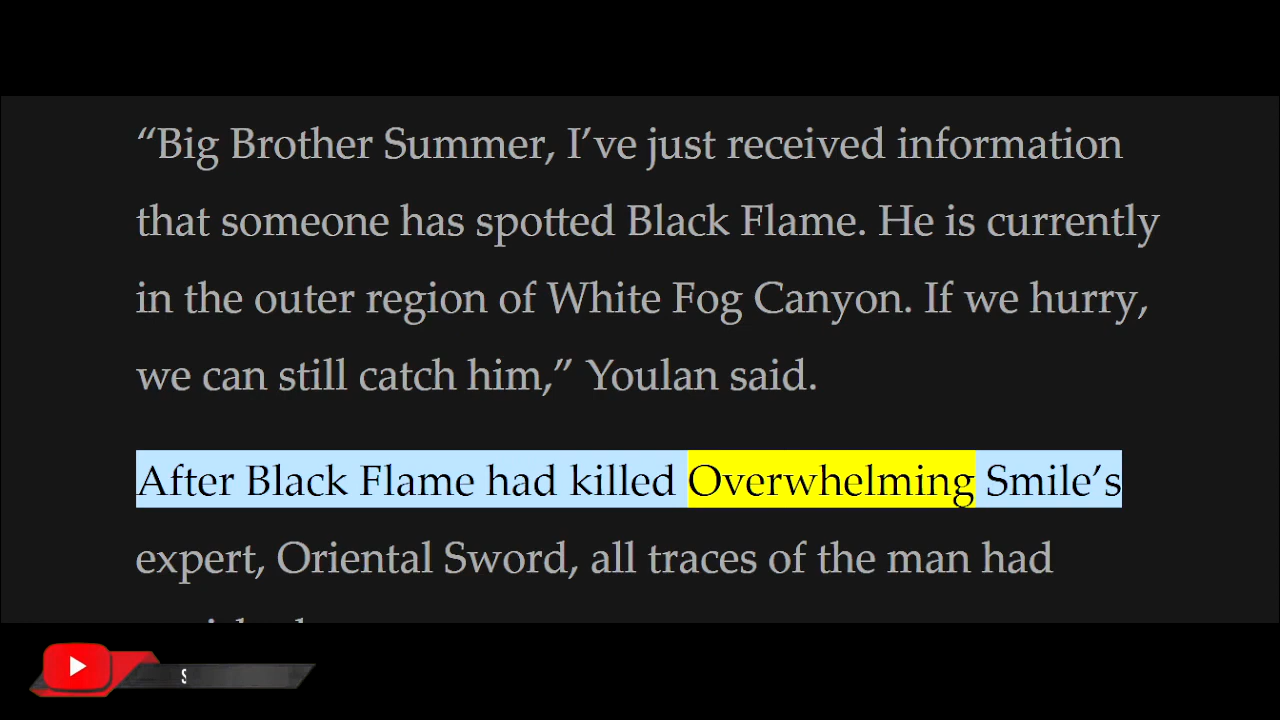 “Big Brother Summer, I’ve just received information
that someone has spotted Black Flame. He is currently
in the outer region of White Fog Canyon. If we hurry,
we can still catch him,” Youlan said.
After Black Flame had killed Overwhelming Smile’s
expert, Oriental Sword, all traces of the man had
S